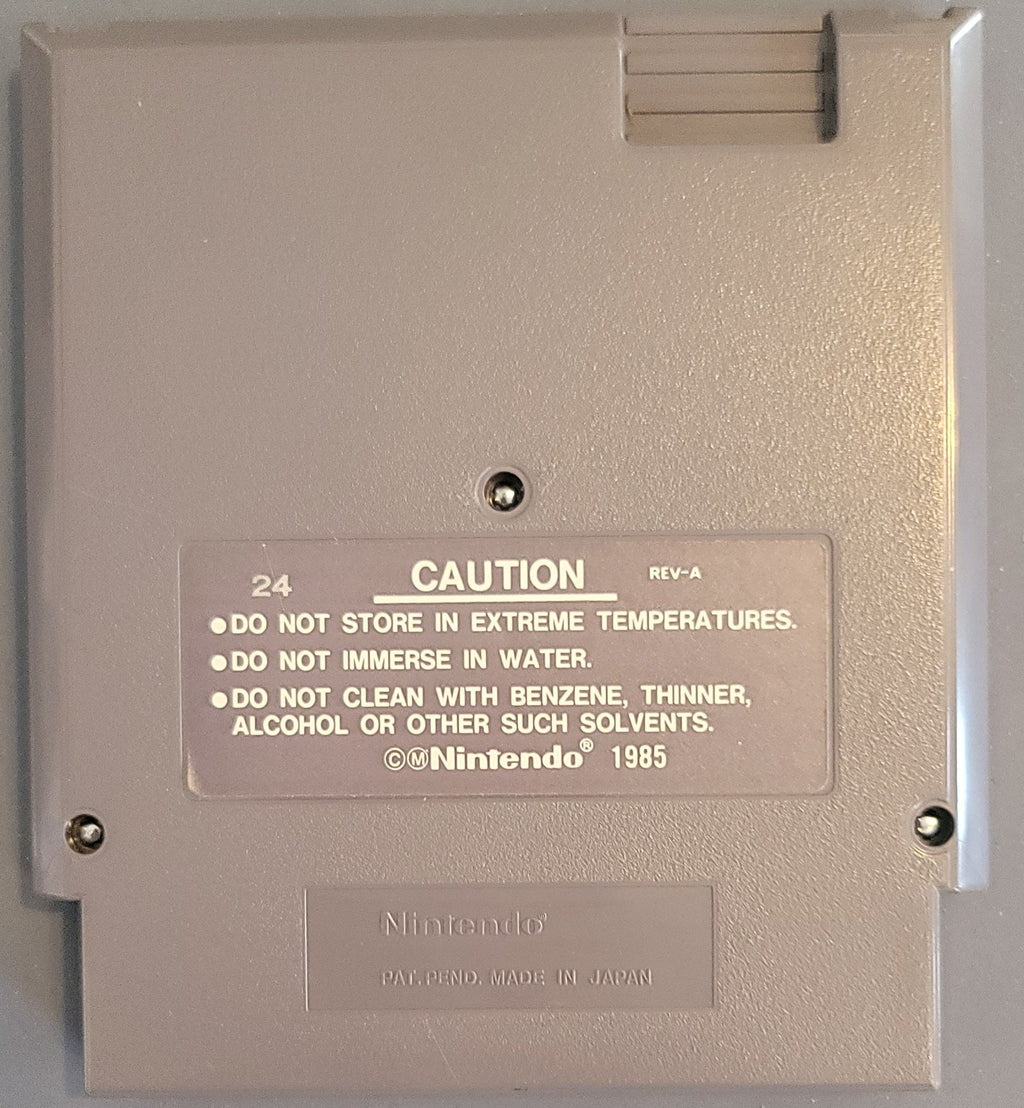 24 CAUTION REV-A
●DO NOT STORE IN EXTREME TEMPERATURES.
●DO NOT IMMERSE IN WATER.
●DO NOT CLEAN WITH BENZENE, THINNER,
ALCOHOL OR OTHER SUCH SOLVENTS.
©ⓂNintendo® 1985
Nintendo®
PAT. PEND. MADE IN JAPAN